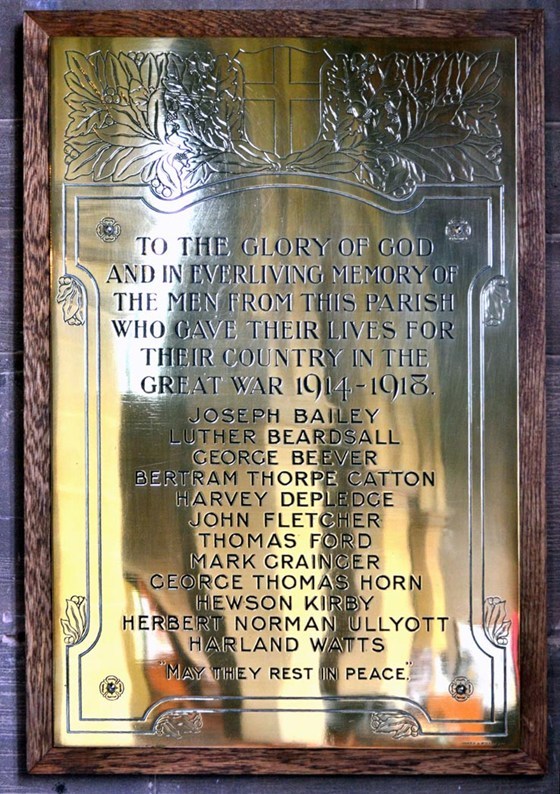 TO THE GLORY OF GOD
AND IN EVERLIVING MEMORY OF
THE MEN FROM THIS PARISH
WHO GAVE THEIR LIVES FOR
THEIR COUNTRY IN THE
GREAT WAR 1914-1918.
JOSEPH BAILEY
LUTHER BEARDSALL
GEORGE BEEVER
BERTRAM THORPE CATTON
HARVEY DEPLEDGE
JOHN FLETCHER
THOMAS FORD
MARK GRAINGER
GEORGE THOMAS HORN
HEWSON KIRBY
HERBERT NORMAN ULLYOTT
HARLAND WATTS
"MAY THEY REST IN PEACE."